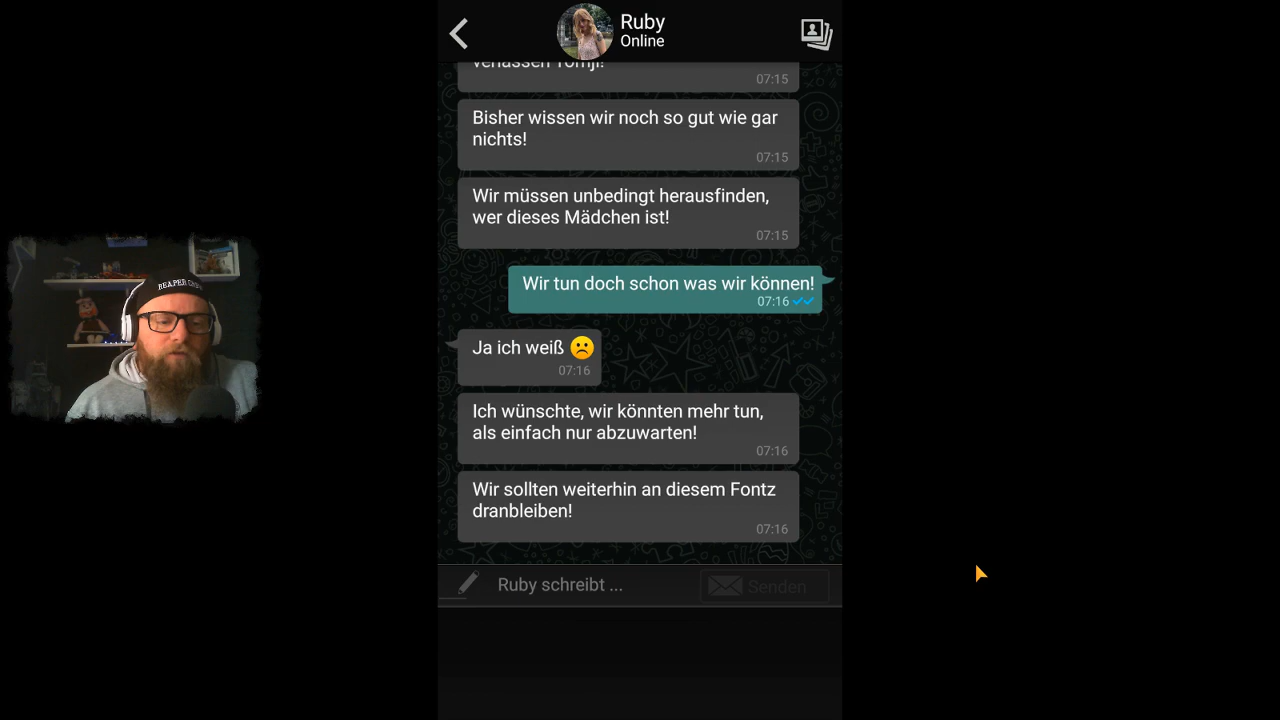 Ruby
Online
verlassen Tomji!
07:15
Bisher wissen wir noch so gut wie gar
nichts!
07:15
Wir müssen unbedingt herausfinden,
wer dieses Mädchen ist!
07:15
Wir tun doch schon was wir können!
07:16
Ja ich weiß ☹️
07:16
Ich wünschte, wir könnten mehr tun,
als einfach nur abzuwarten!
07:16
Wir sollten weiterhin an diesem Fontz
dranbleiben!
07:16
Ruby schreibt ...
Senden